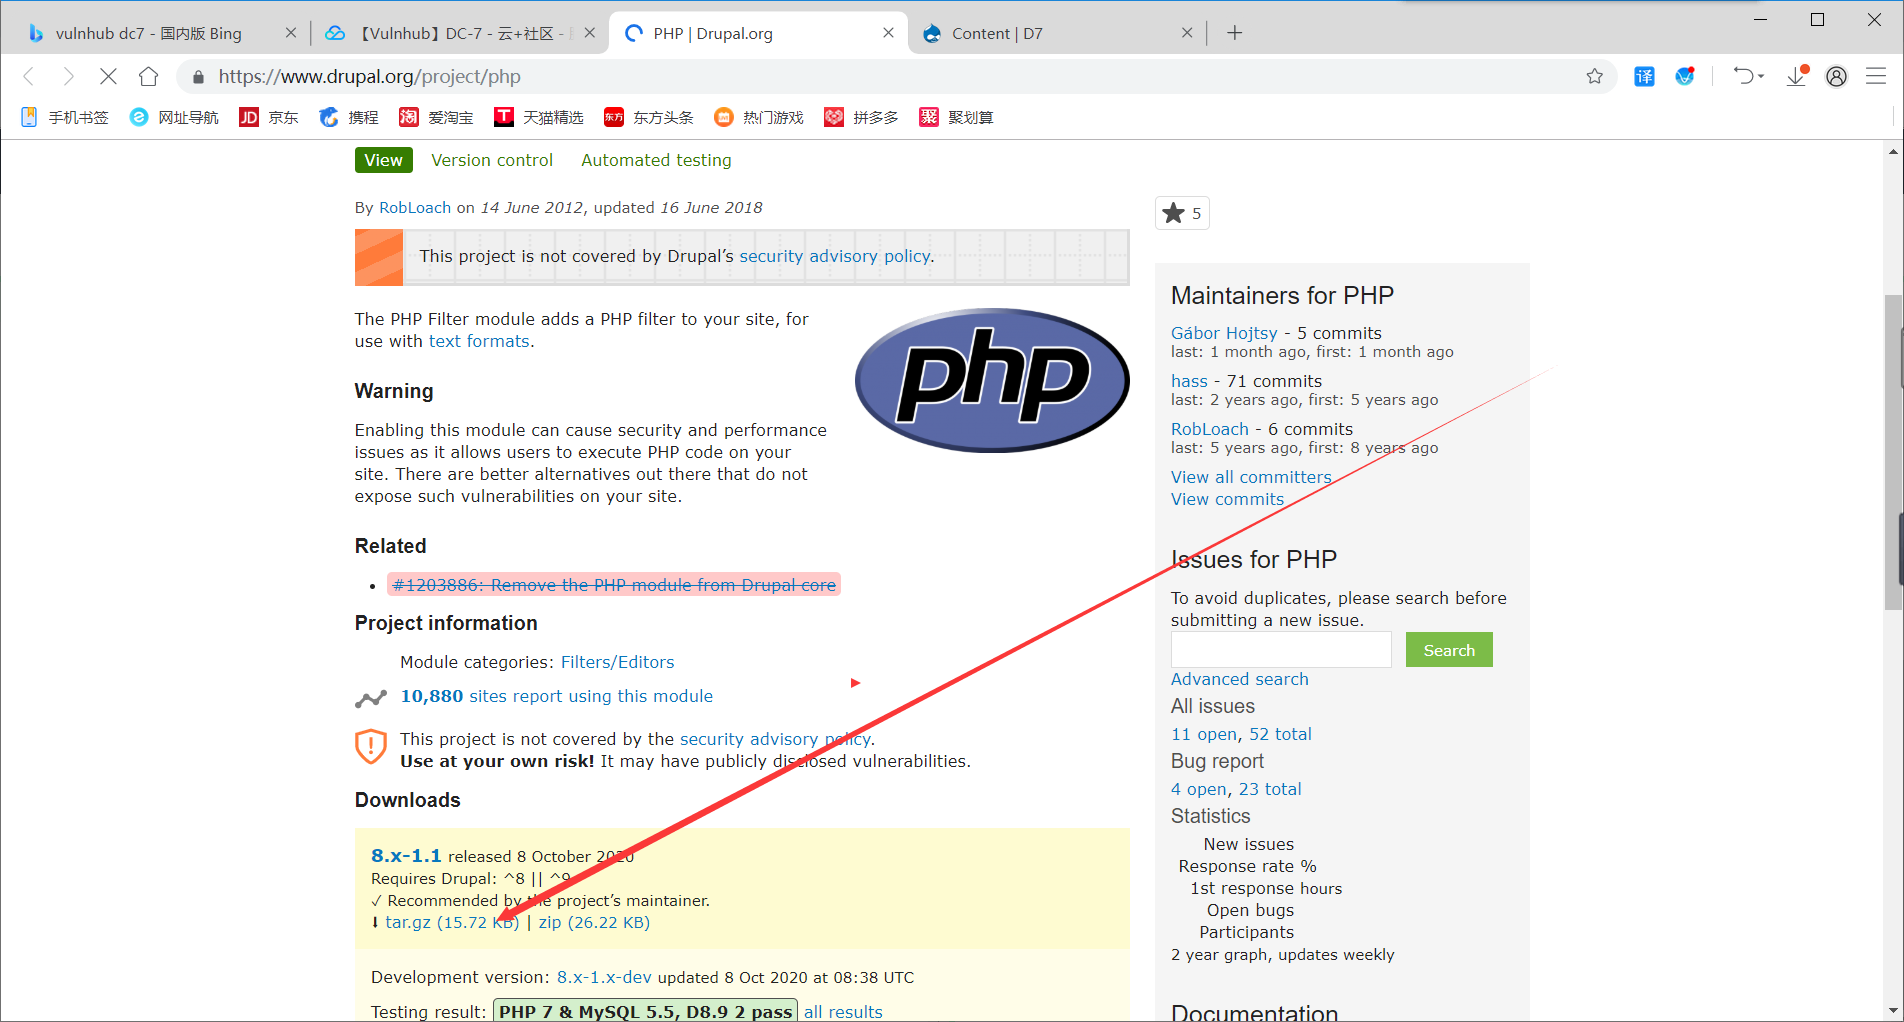 vulnhub dc7 - 国内版 Bing
【Vulnhub】DC-7 - 云+社区 -
PHP | Drupal.org
Content | D7
https://www.drupal.org/project/php
译
手机书签
网址导航
JD 京东
携程
淘 爱淘宝
T 天猫精选
东方 东方头条
热门游戏
拼多多
聚 聚划算
View
Version control
Automated testing
By RobLoach on 14 June 2012, updated 16 June 2018
This project is not covered by Drupal’s security advisory policy.
The PHP Filter module adds a PHP filter to your site, for
use with text formats.
php
Warning
Enabling this module can cause security and performance
issues as it allows users to execute PHP code on your
site. There are better alternatives out there that do not
expose such vulnerabilities on your site.
Related
• #1203886: Remove the PHP module from Drupal core
Project information
Module categories: Filters/Editors
10,880 sites report using this module
This project is not covered by the security advisory policy.
Use at your own risk! It may have publicly disclosed vulnerabilities.
Downloads
8.x-1.1 released 8 October 2020
Requires Drupal: ^8 || ^9
✓ Recommended by the project’s maintainer.
⬇ tar.gz (15.72 KB) | zip (26.22 KB)
Development version: 8.x-1.x-dev updated 8 Oct 2020 at 08:38 UTC
Testing result: PHP 7 & MySQL 5.5, D8.9 2 pass all results
★ 5
Maintainers for PHP
Gábor Hojtsy - 5 commits
last: 1 month ago, first: 1 month ago
hass - 71 commits
last: 2 years ago, first: 5 years ago
RobLoach - 6 commits
last: 5 years ago, first: 8 years ago
View all committers
View commits
Issues for PHP
To avoid duplicates, please search before
submitting a new issue.
Search
Advanced search
All issues
11 open, 52 total
Bug report
4 open, 23 total
Statistics
New issues
Response rate %
1st response hours
Open bugs
Participants
2 year graph, updates weekly
Documentation